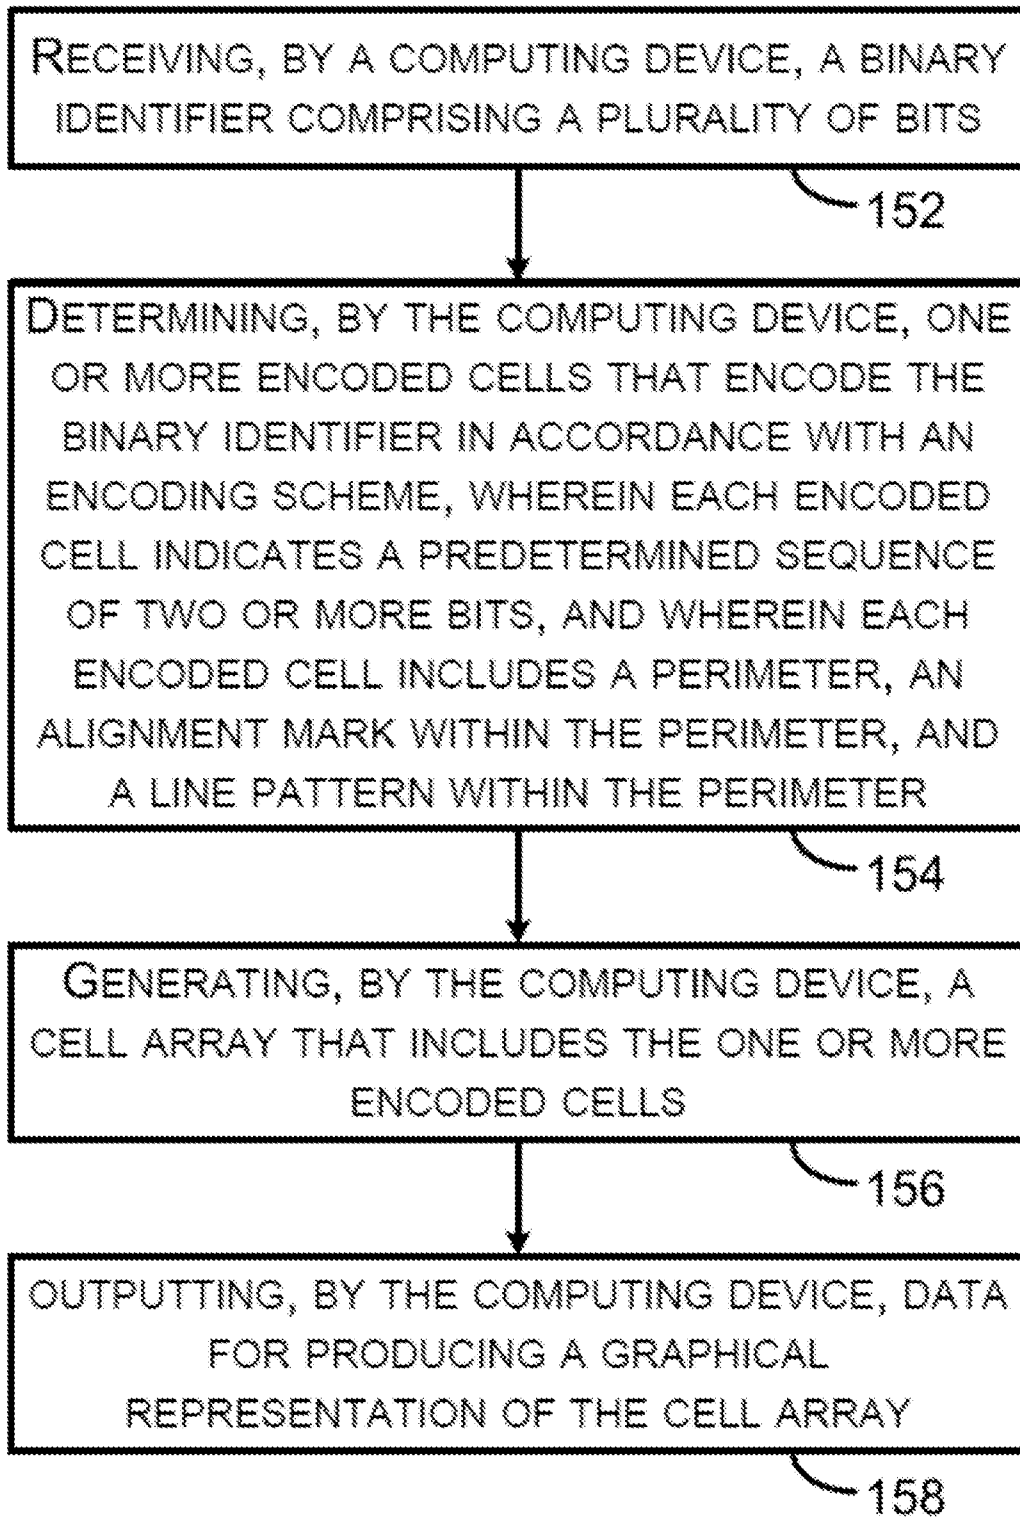 RECEIVING, BY A COMPUTING DEVICE, A BINARY
IDENTIFIER COMPRISING A PLURALITY OF BITS
152
DETERMINING, BY THE COMPUTING DEVICE, ONE
OR MORE ENCODED CELLS THAT ENCODE THE
BINARY IDENTIFIER IN ACCORDANCE WITH AN
ENCODING SCHEME, WHEREIN EACH ENCODED
CELL INDICATES A PREDETERMINED SEQUENCE
OF TWO OR MORE BITS, AND WHEREIN EACH
ENCODED CELL INCLUDES A PERIMETER, AN
ALIGNMENT MARK WITHIN THE PERIMETER, AND
A LINE PATTERN WITHIN THE PERIMETER
154
GENERATING, BY THE COMPUTING DEVICE, A
CELL ARRAY THAT INCLUDES THE ONE OR MORE
ENCODED CELLS
156
OUTPUTTING, BY THE COMPUTING DEVICE, DATA
FOR PRODUCING A GRAPHICAL
REPRESENTATION OF THE CELL ARRAY
158